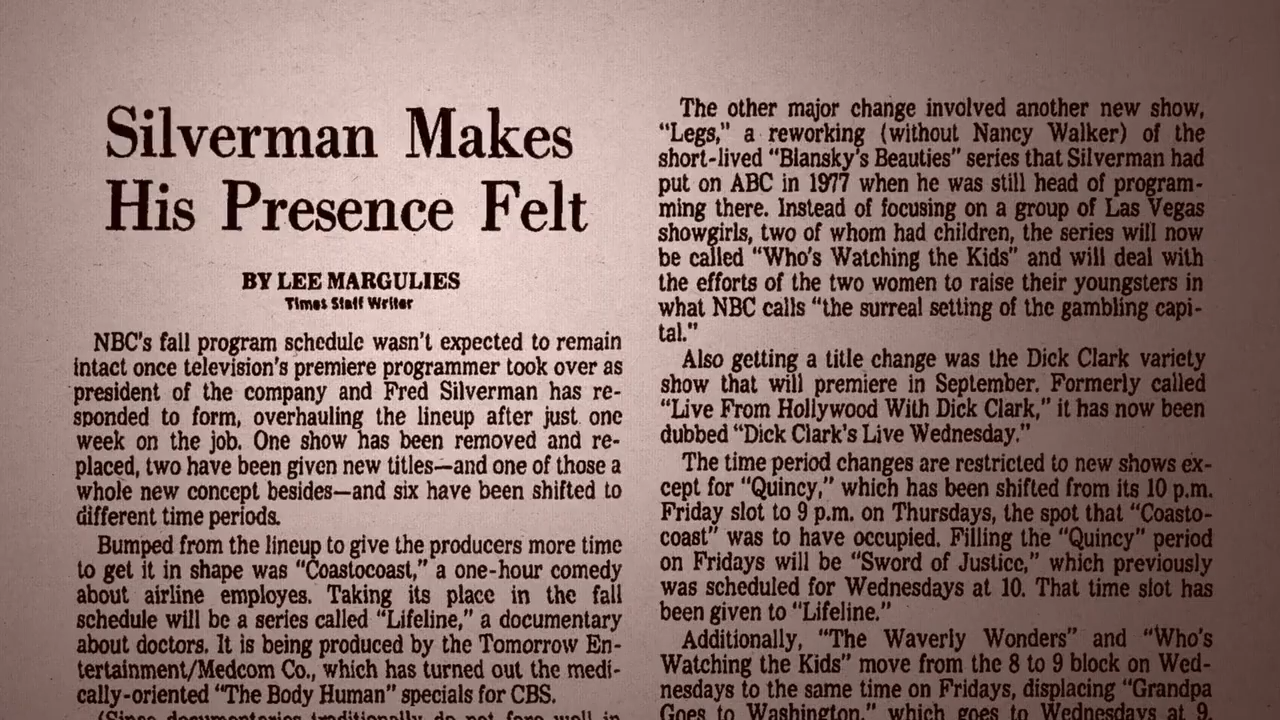 Silverman Makes
His Presence Felt
BY LEE MARGULIES
Times Staff Writer
NBC's fall program schedule wasn't expected to remain
intact once television's premiere programmer took over as
president of the company and Fred Silverman has re-
sponded to form, overhauling the lineup after just one
week on the job. One show has been removed and re-
placed, two have been given new titles—and one of those a
whole new concept besides—and six have been shifted to
different time periods.
Bumped from the lineup to give the producers more time
to get it in shape was “Coastocoast,” a one-hour comedy
about airline employes. Taking its place in the fall
schedule will be a series called “Lifeline,” a documentary
about doctors. It is being produced by the Tomorrow En-
tertainment/Medcom Co., which has turned out the medi-
cally-oriented “The Body Human” specials for CBS.
(Since documentaries traditionally do not fare well in
The other major change involved another new show,
“Legs,” a reworking (without Nancy Walker) of the
short-lived “Blansky's Beauties” series that Silverman had
put on ABC in 1977 when he was still head of program-
ming there. Instead of focusing on a group of Las Vegas
showgirls, two of whom had children, the series will now
be called “Who's Watching the Kids” and will deal with
the efforts of the two women to raise their youngsters in
what NBC calls “the surreal setting of the gambling capi-
tal.”
Also getting a title change was the Dick Clark variety
show that will premiere in September. Formerly called
“Live From Hollywood With Dick Clark,” it has now been
dubbed “Dick Clark's Live Wednesday.”
The time period changes are restricted to new shows ex-
cept for “Quincy,” which has been shifted from its 10 p.m.
Friday slot to 9 p.m. on Thursdays, the spot that “Coasto-
coast” was to have occupied. Filling the “Quincy” period
on Fridays will be “Sword of Justice,” which previously
was scheduled for Wednesdays at 10. That time slot has
been given to “Lifeline.”
Additionally, “The Waverly Wonders” and “Who's
Watching the Kids” move from the 8 to 9 block on Wed-
nesdays to the same time on Fridays, displacing “Grandpa
Goes to Washington,” which goes to Wednesdays at 9.